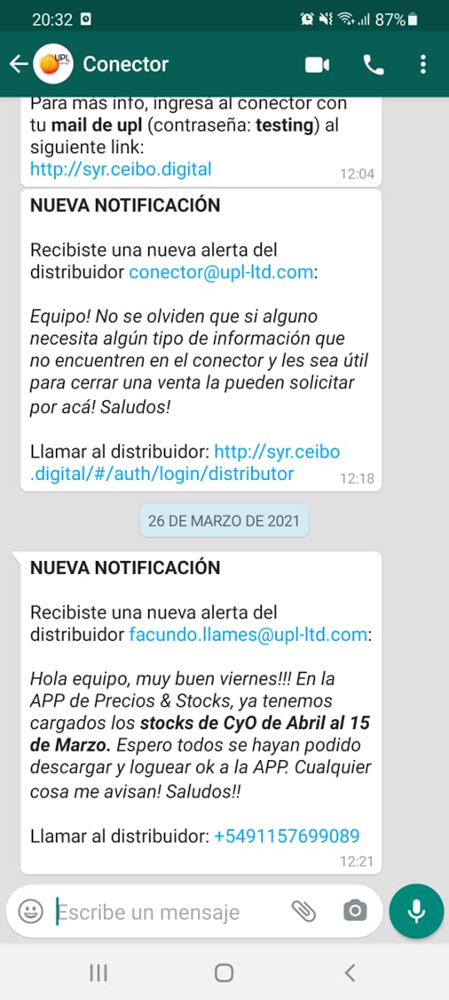 20:32
87%
UPL
Conector
Para más info, ingresá al conector con
tu mail de upl (contraseña: testing) al
siguiente link:
http://syr.ceibo.digital
12:04
NUEVA NOTIFICACIÓN
Recibiste una nueva alerta del
distribuidor conector@upl-ltd.com:
Equipo! No se olviden que si alguno
necesita algún tipo de información que
no encuentren en el conector y les sea útil
para cerrar una venta la pueden solicitar
por acá! Saludos!
Llamar al distribuidor: http://syr.ceibo
.digital/#/auth/login/distributor
12:18
26 DE MARZO DE 2021
NUEVA NOTIFICACIÓN
Recibiste una nueva alerta del
distribuidor facundo.llames@upl-ltd.com:
Hola equipo, muy buen viernes!!! En la
APP de Precios & Stocks, ya tenemos
cargados los stocks de CyO de Abril al 15
de Marzo. Espero todos se hayan podido
descargar y loguear ok a la APP. Cualquier
cosa me avisan! Saludos!!
Llamar al distribuidor: +5491157699089
12:21
Escribe un mensaje